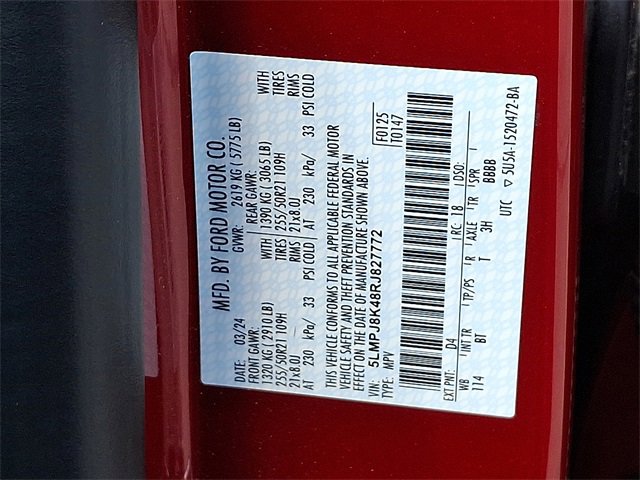 MFD. BY FORD MOTOR CO.
DATE: 03/24 GVWR: 2619 KG ( 5775 LB)
FRONT GAWR: REAR GAWR:
1320 KG ( 2910 LB) WITH 1390 KG ( 3065 LB) WITH
255/50R21 109H TIRES 255/50R21 109H TIRES
21x8.0J RIMS 21x8.0J RIMS
AT 230 kPa/ 33 PSI COLD AT 230 kPa/ 33 PSI COLD
THIS VEHICLE CONFORMS TO ALL APPLICABLE FEDERAL MOTOR
VEHICLE SAFETY AND THEFT PREVENTION STANDARDS IN
EFFECT ON THE DATE OF MANUFACTURE SHOWN ABOVE.
VIN: 5LMPJ8K48RJ827772
TYPE: MPV
F0125
T0147
EXT PNT: D4 RC: 18 DSO:
WB INT TR TP/PS R AXLE TR SPR
114 BT T 3H BBBB
UTC ▽ 5U5A-1520472-BA